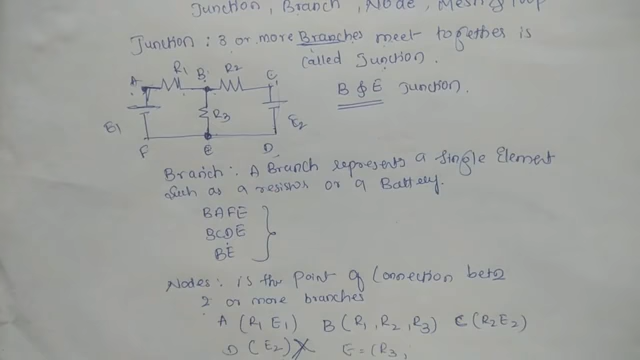 Junction, Branch, Node, Mesh & loop
Junction : 3 or more Branches meet together is
called Junction.
R1 R2
A B C
B & E Junction.
R3
E1 E2
F E D
Branch : A Branch represents a single Element
such as a resistor or a Battery.
BAFE
BCDE
BE
Nodes : is the point of Connection bet2
2 or more branches
A (R1 E1) B (R1, R2, R3) C (R2 E2)
D (E2) X E = (R3,